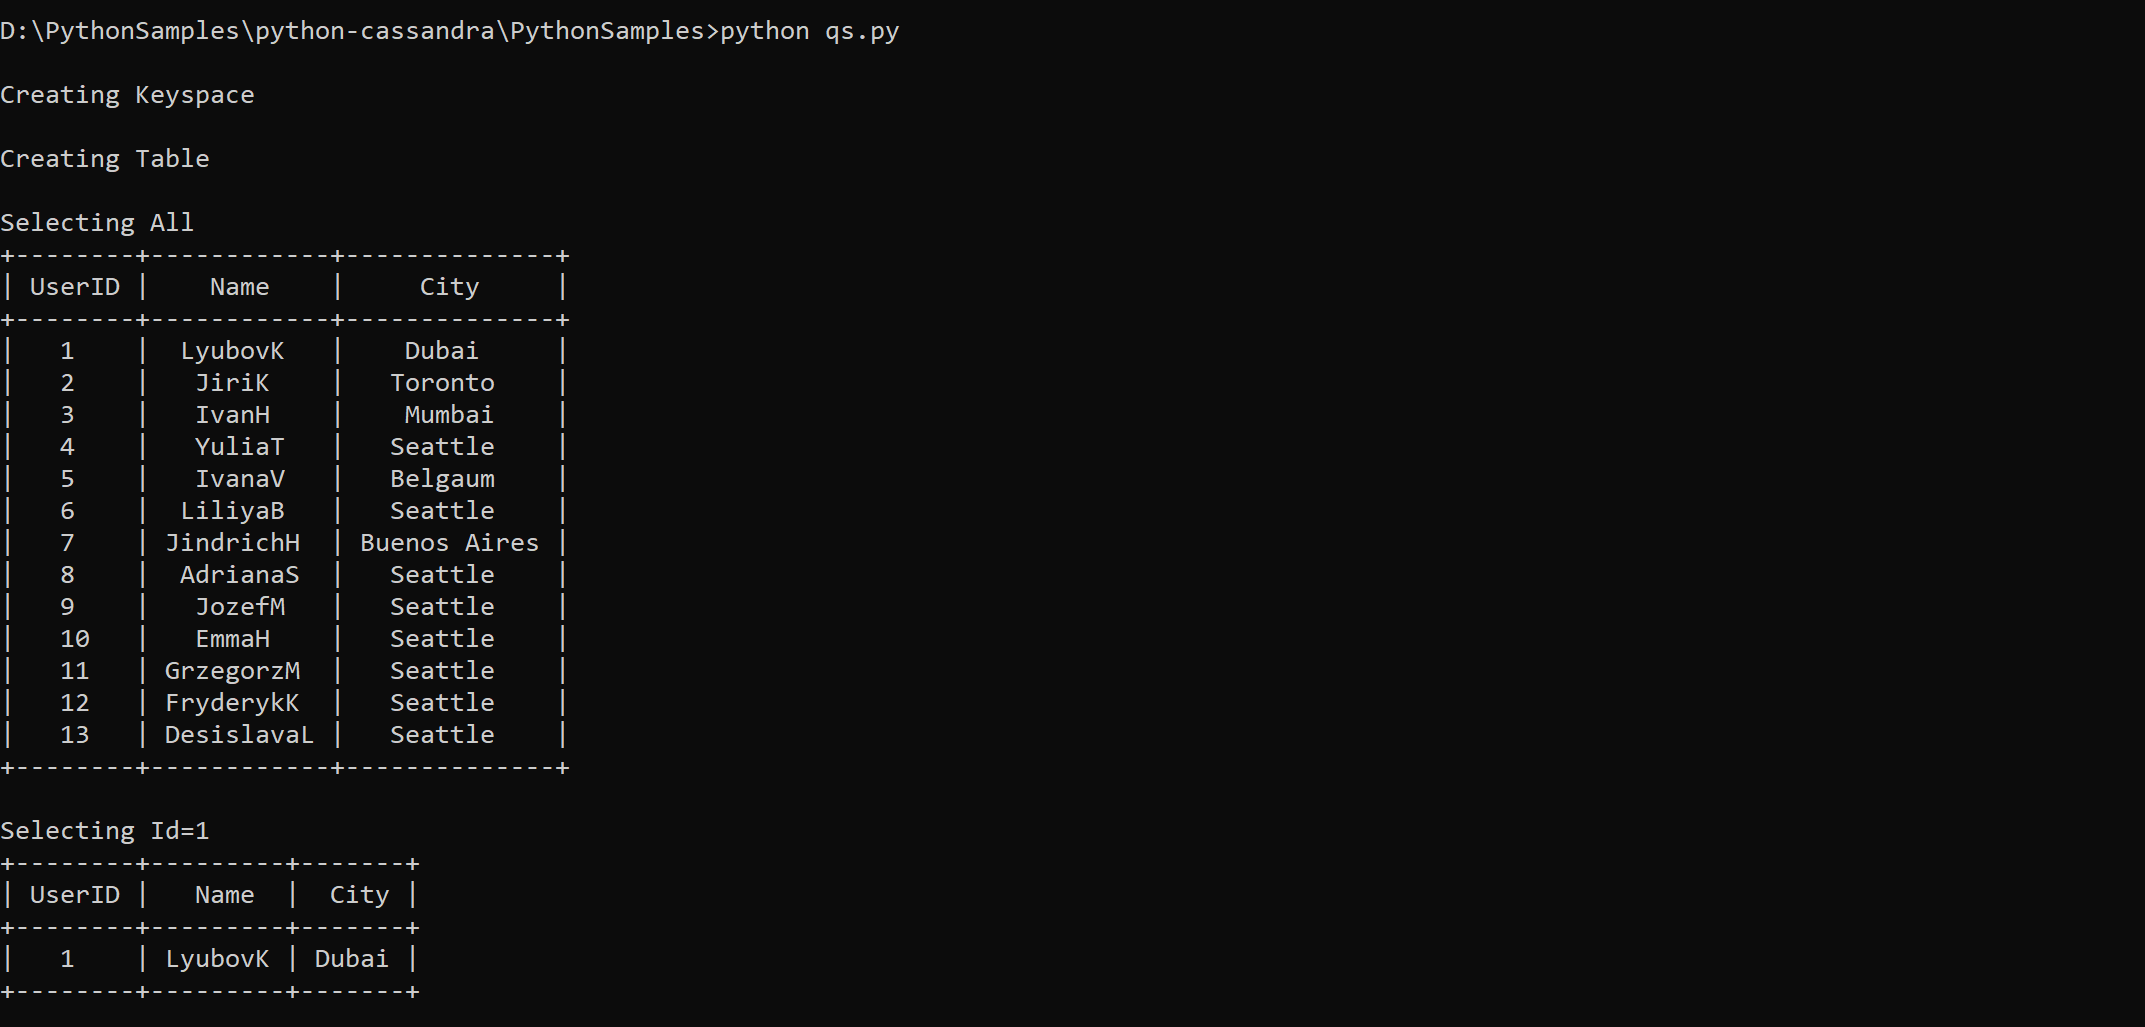 D:\PythonSamples\python-cassandra\PythonSamples>python qs.py
Creating Keyspace
Creating Table
Selecting All
+--------+------------+--------------+
| UserID |    Name    |     City     |
+--------+------------+--------------+
|   1    |  LyubovK   |    Dubai     |
|   2    |   JiriK    |   Toronto    |
|   3    |   IvanH    |    Mumbai    |
|   4    |   YuliaT   |   Seattle    |
|   5    |   IvanaV   |   Belgaum    |
|   6    |  LiliyaB   |   Seattle    |
|   7    | JindrichH  | Buenos Aires |
|   8    |  AdrianaS  |   Seattle    |
|   9    |   JozefM   |   Seattle    |
|   10   |   EmmaH    |   Seattle    |
|   11   | GrzegorzM  |   Seattle    |
|   12   | FryderykK  |   Seattle    |
|   13   | DesislavaL |   Seattle    |
+--------+------------+--------------+
Selecting Id=1
+--------+---------+-------+
| UserID |   Name  |  City |
+--------+---------+-------+
|   1    | LyubovK | Dubai |
+--------+---------+-------+